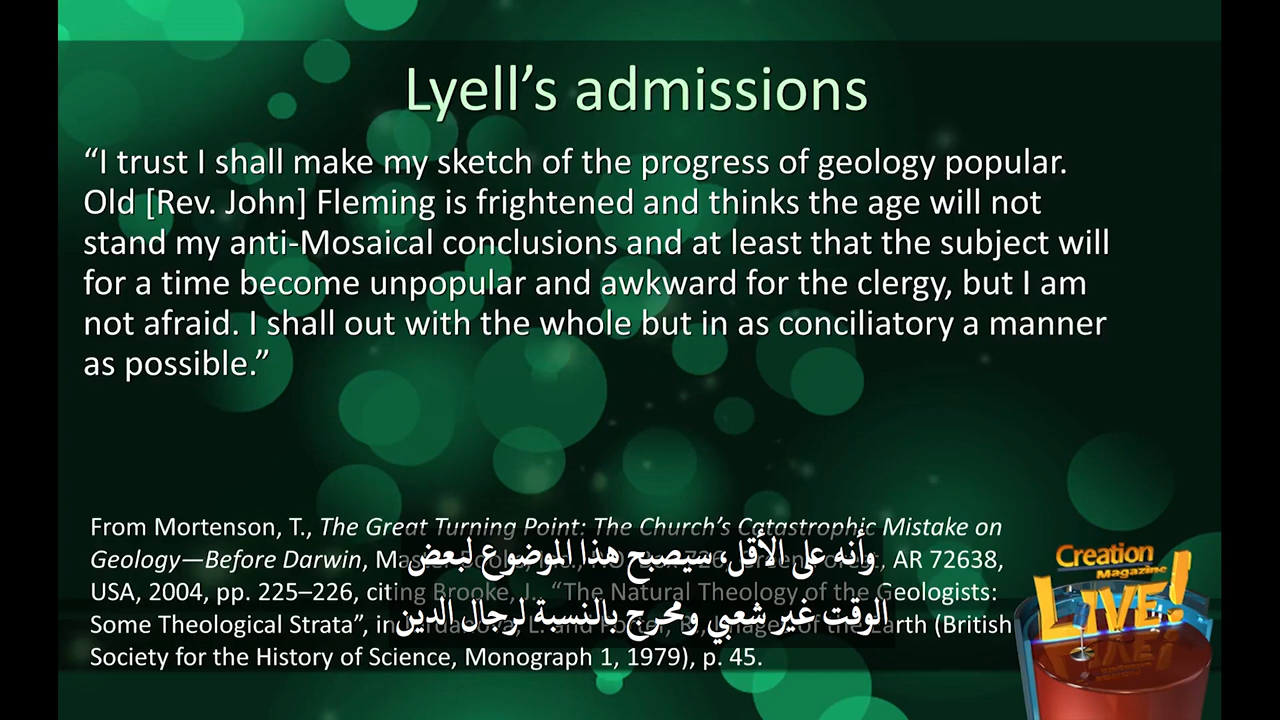 Lyell's admissions
“I trust I shall make my sketch of the progress of geology popular.
Old [Rev. John] Fleming is frightened and thinks the age will not
stand my anti-Mosaical conclusions and at least that the subject will
for a time become unpopular and awkward for the clergy, but I am
not afraid. I shall out with the whole but in as conciliatory a manner
as possible.”
From Mortenson, T., The Great Turning Point: The Church’s Catastrophic Mistake on
Geology—Before Darwin, AR 72638,
USA, 2004, pp. 225–226, citing Brooke, J., “The Natural Theology of the Geologists:
Some Theological Strata”, in of the Earth (British
Society for the History of Science, Monograph 1, 1979), p. 45.
وأنه على الأقل، سيصبح هذا الموضوع لبعض
الوقت غير شعبي ومحرج بالنسبة لرجال الدين
Creation
Magazine
LIVE!